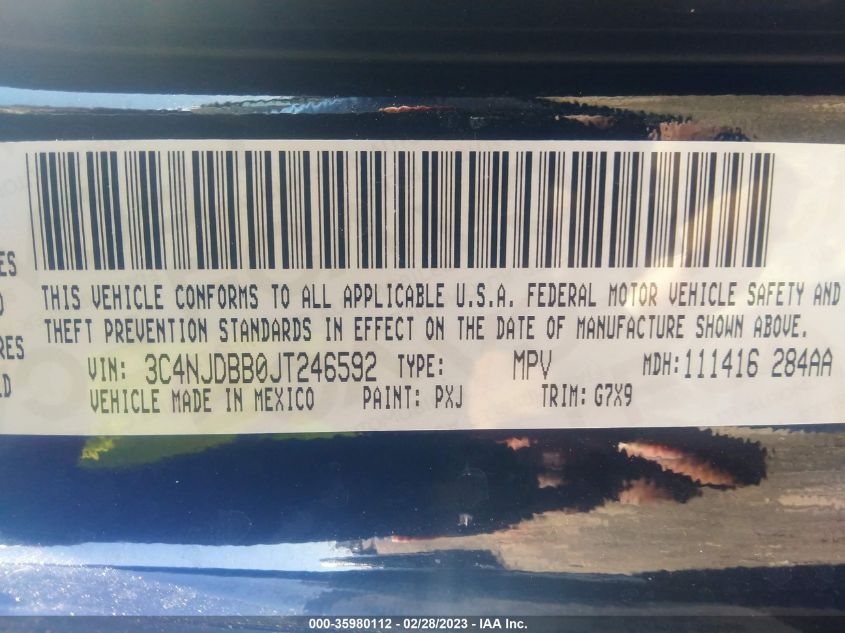 ES
THIS VEHICLE CONFORMS TO ALL APPLICABLE U.S.A. FEDERAL MOTOR VEHICLE SAFETY AND
THEFT PREVENTION STANDARDS IN EFFECT ON THE DATE OF MANUFACTURE SHOWN ABOVE.
RES
VIN: 3C4NJDBB0JT246592 TYPE: MPV MDH:111416 284AA
VEHICLE MADE IN MEXICO PAINT: PXJ TRIM: G7X9
000-35980112 - 02/28/2023 - IAA Inc.